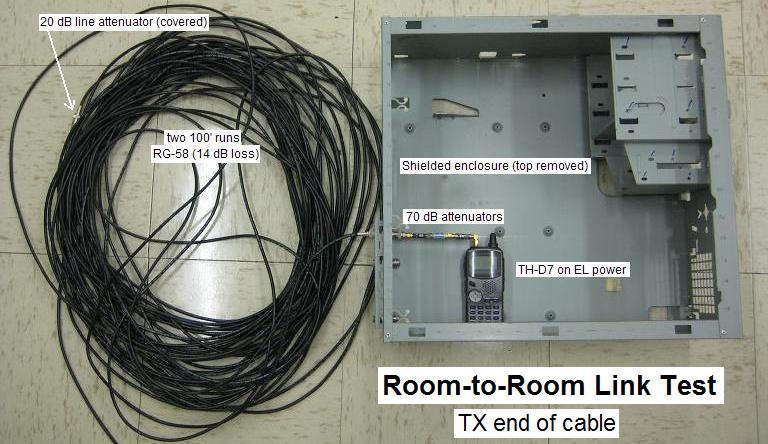 20 dB line attenuator (covered)
two 100' runs
RG-58 (14 dB loss)
Shielded enclosure (top removed)
70 dB attenuators
TH-D7 on EL power
Room-to-Room Link Test
TX end of cable